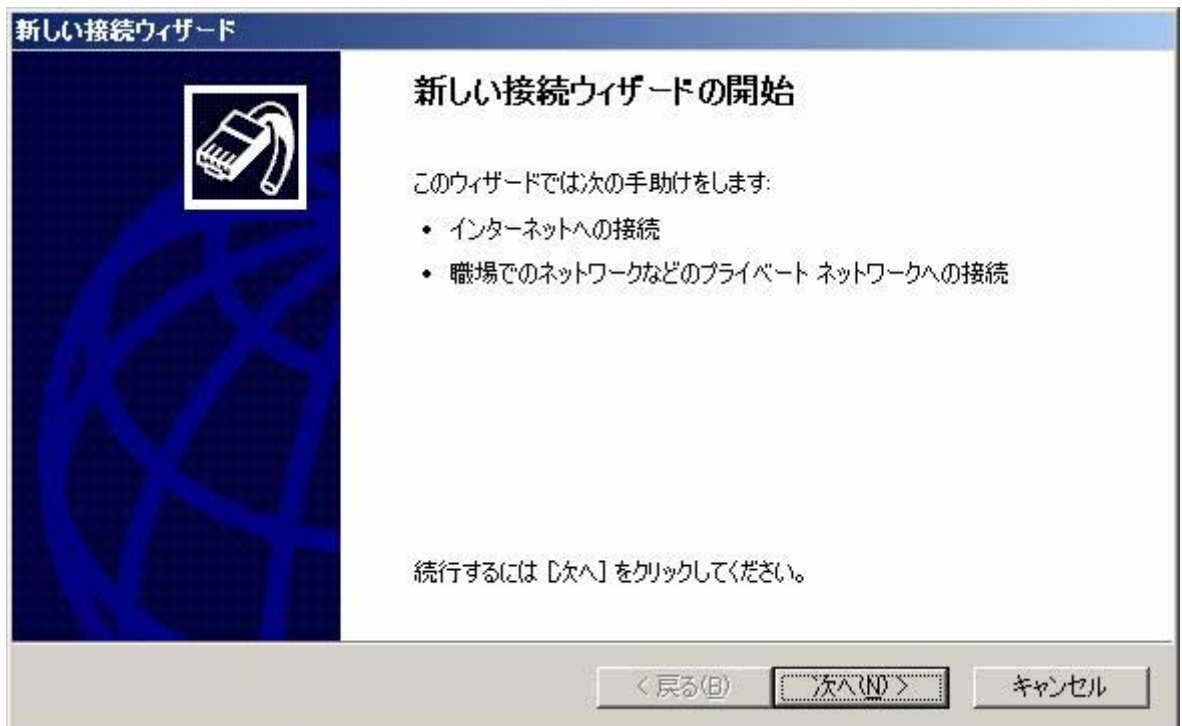 新しい接続ウィザード
新しい接続ウィザードの開始
このウィザードでは次の手助けをします:
• インターネットへの接続
• 職場でのネットワークなどのプライベート ネットワークへの接続
続行するには [次へ] をクリックしてください。
< 戻る(B)
次へ(N) >
キャンセル